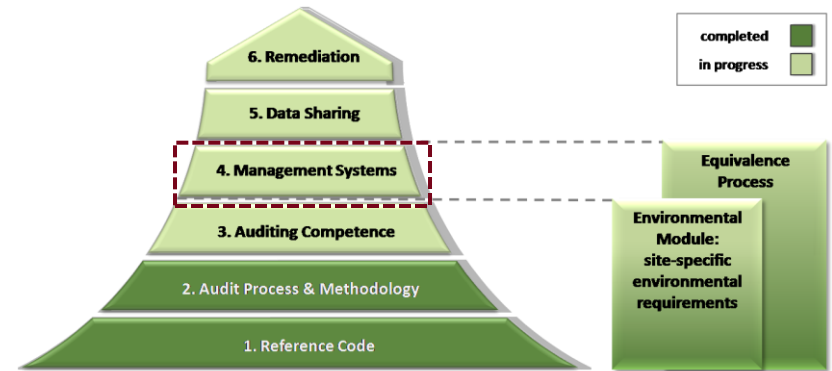 completed
in progress
6. Remediation
5. Data Sharing
4. Management Systems
3. Auditing Competence
2. Audit Process & Methodology
1. Reference Code
Equivalence
Process
Environmental
Module:
site-specific
environmental
requirements